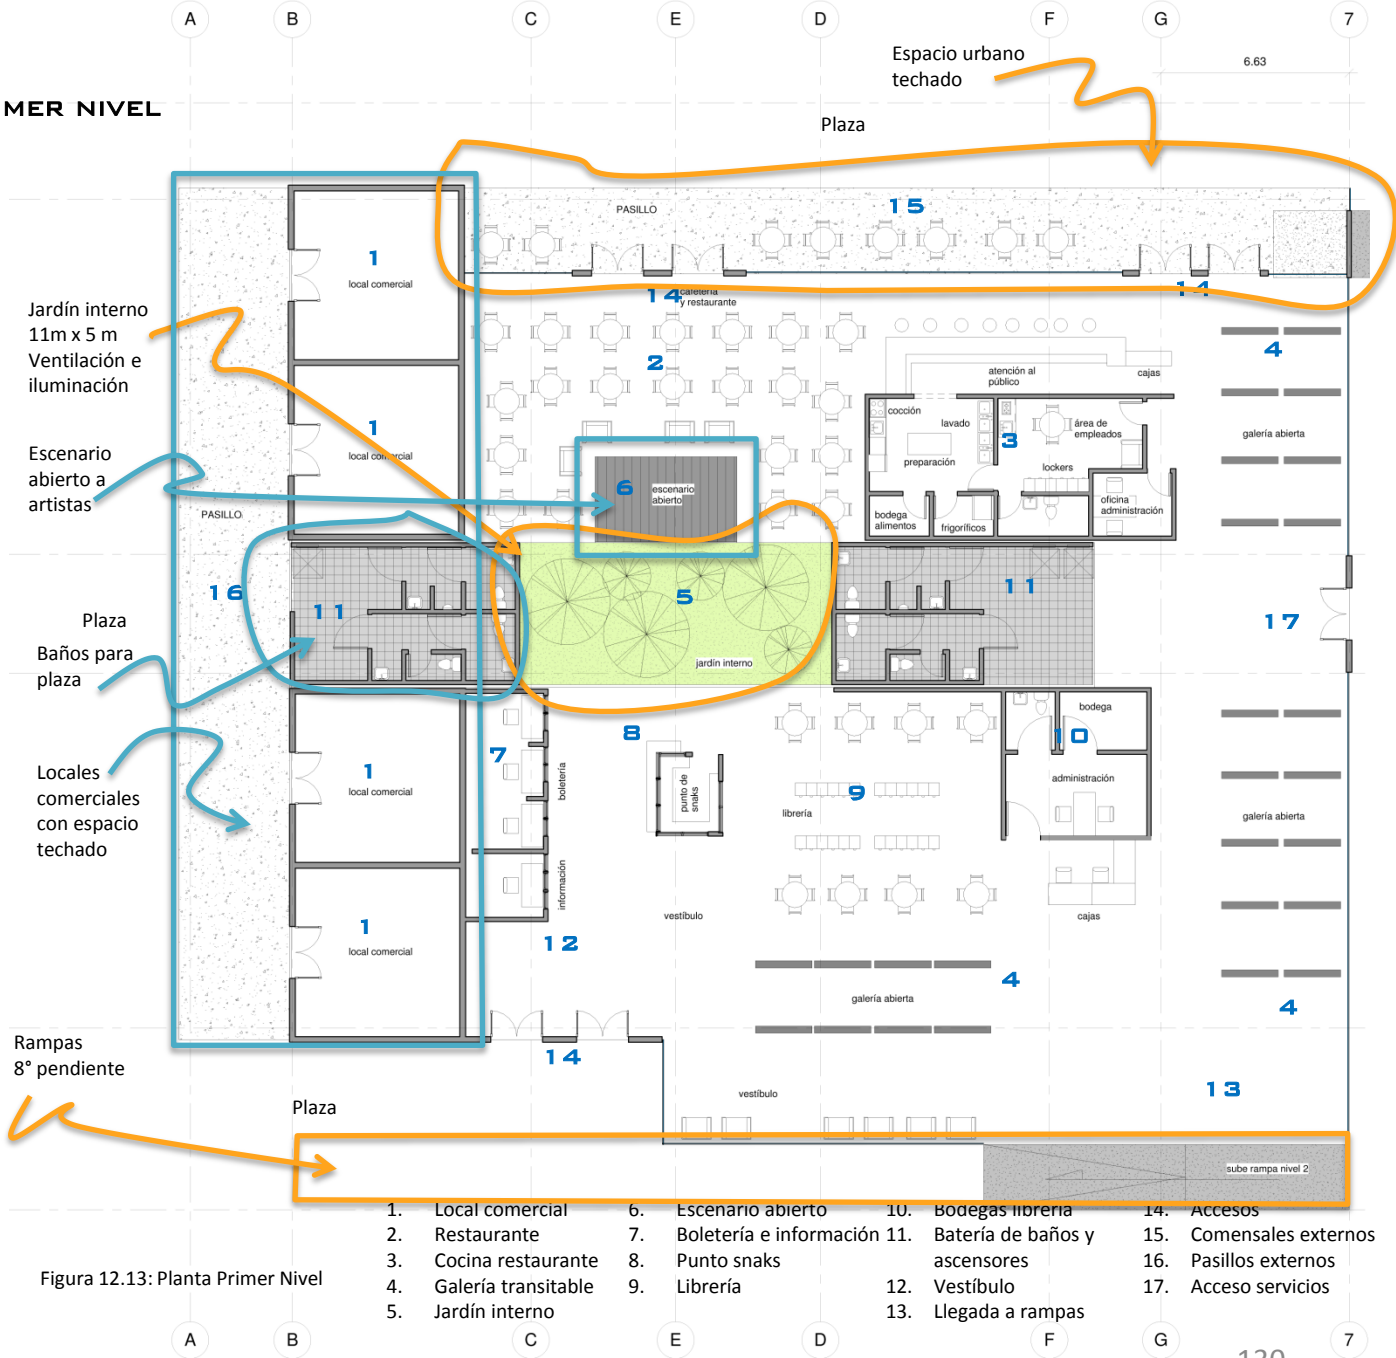 A B C E D F G 7
Espacio urbano
techado
6.63
MER NIVEL
Plaza
PASILLO
15
1
local comercial
14
cafetería
y restaurante
14
Jardín interno
11m x 5 m
Ventilación e
iluminación
2
4
atención al
público
cajas
cocción
lavado
área de
empleados
1
local comercial
3
galería abierta
Escenario
abierto a
artistas
preparación
lockers
6
escenario
abierto
oficina
administración
PASILLO
bodega
alimentos
frigoríficos
16
11
5
11
17
Plaza
Baños para
plaza
jardín interno
bodega
8
10
7
Locales
comerciales
con espacio
techado
1
local comercial
boletería
punto de
snaks
administración
9
librería
galería abierta
información
vestíbulo
cajas
1
local comercial
12
4
galería abierta
4
Rampas
8° pendiente
14
13
vestíbulo
Plaza
sube rampa nivel 2
1. Local comercial
2. Restaurante
3. Cocina restaurante
4. Galería transitable
5. Jardín interno
6. Escenario abierto
7. Boletería e información
8. Punto snaks
9. Librería
10. Bodegas librería
11. Batería de baños y
ascensores
12. Vestíbulo
13. Llegada a rampas
14. Accesos
15. Comensales externos
16. Pasillos externos
17. Acceso servicios
Figura 12.13: Planta Primer Nivel
A B C E D F G 7